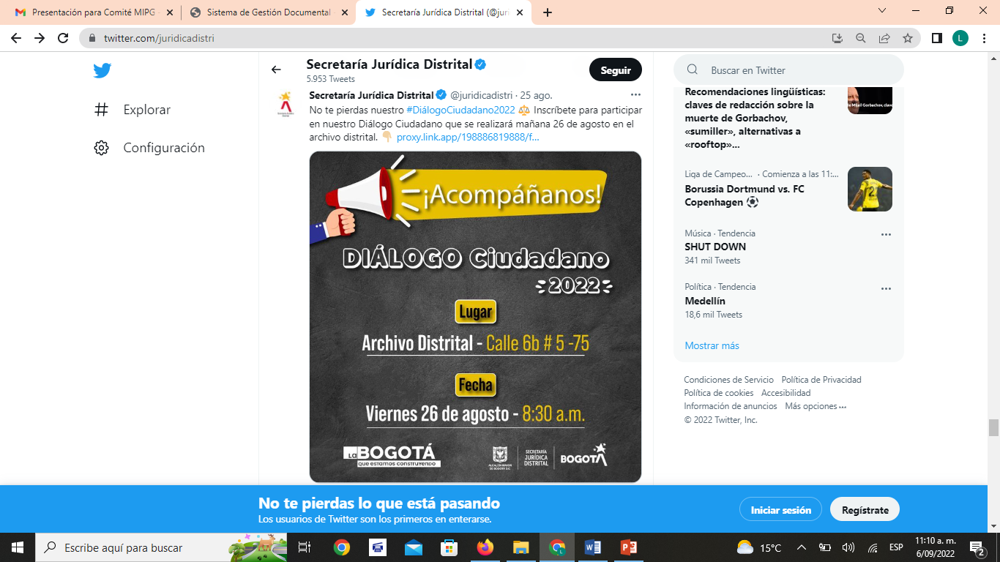 Presentación para Comité MIPG -
Sistema de Gestión Documental -
Secretaría Jurídica Distrital (@juri
twitter.com/juridicadistri
L
Explorar
Configuración
Secretaría Jurídica Distrital
5.953 Tweets
Seguir
Secretaría Jurídica Distrital @juridicadistri · 25 ago.
No te pierdas nuestro #DiálogoCiudadano2022 ⚖️ Inscríbete para participar
en nuestro Diálogo Ciudadano que se realizará mañana 26 de agosto en el
archivo distrital. 👇🏼 proxy.link.app/198886819888/f...
¡Acompáñanos!
DIÁLOGO Ciudadano
2022
Lugar
Archivo Distrital - Calle 6b # 5 -75
Fecha
Viernes 26 de agosto - 8:30 a.m.
LA BOGOTÁ
que estamos construyendo
ALCALDÍA MAYOR
DE BOGOTÁ D.C.
SECRETARÍA
JURÍDICA
DISTRITAL
BOGOTÁ
Buscar en Twitter
Recomendaciones lingüísticas:
claves de redacción sobre la
muerte de Gorbachov,
«sumiller», alternativas a
«rooftop»...
Liga de Campeo... · Comienza a las 11:...
Borussia Dortmund vs. FC
Copenhagen ⚽
Música · Tendencia
SHUT DOWN
341 mil Tweets
Política · Tendencia
Medellín
18,6 mil Tweets
Mostrar más
Condiciones de Servicio Política de Privacidad
Política de cookies Accesibilidad
Información de anuncios Más opciones ···
© 2022 Twitter, Inc.
No te pierdas lo que está pasando
Los usuarios de Twitter son los primeros en enterarse.
Iniciar sesión
Regístrate
Escribe aquí para buscar
15°C
ESP
11:10 a. m.
6/09/2022
2